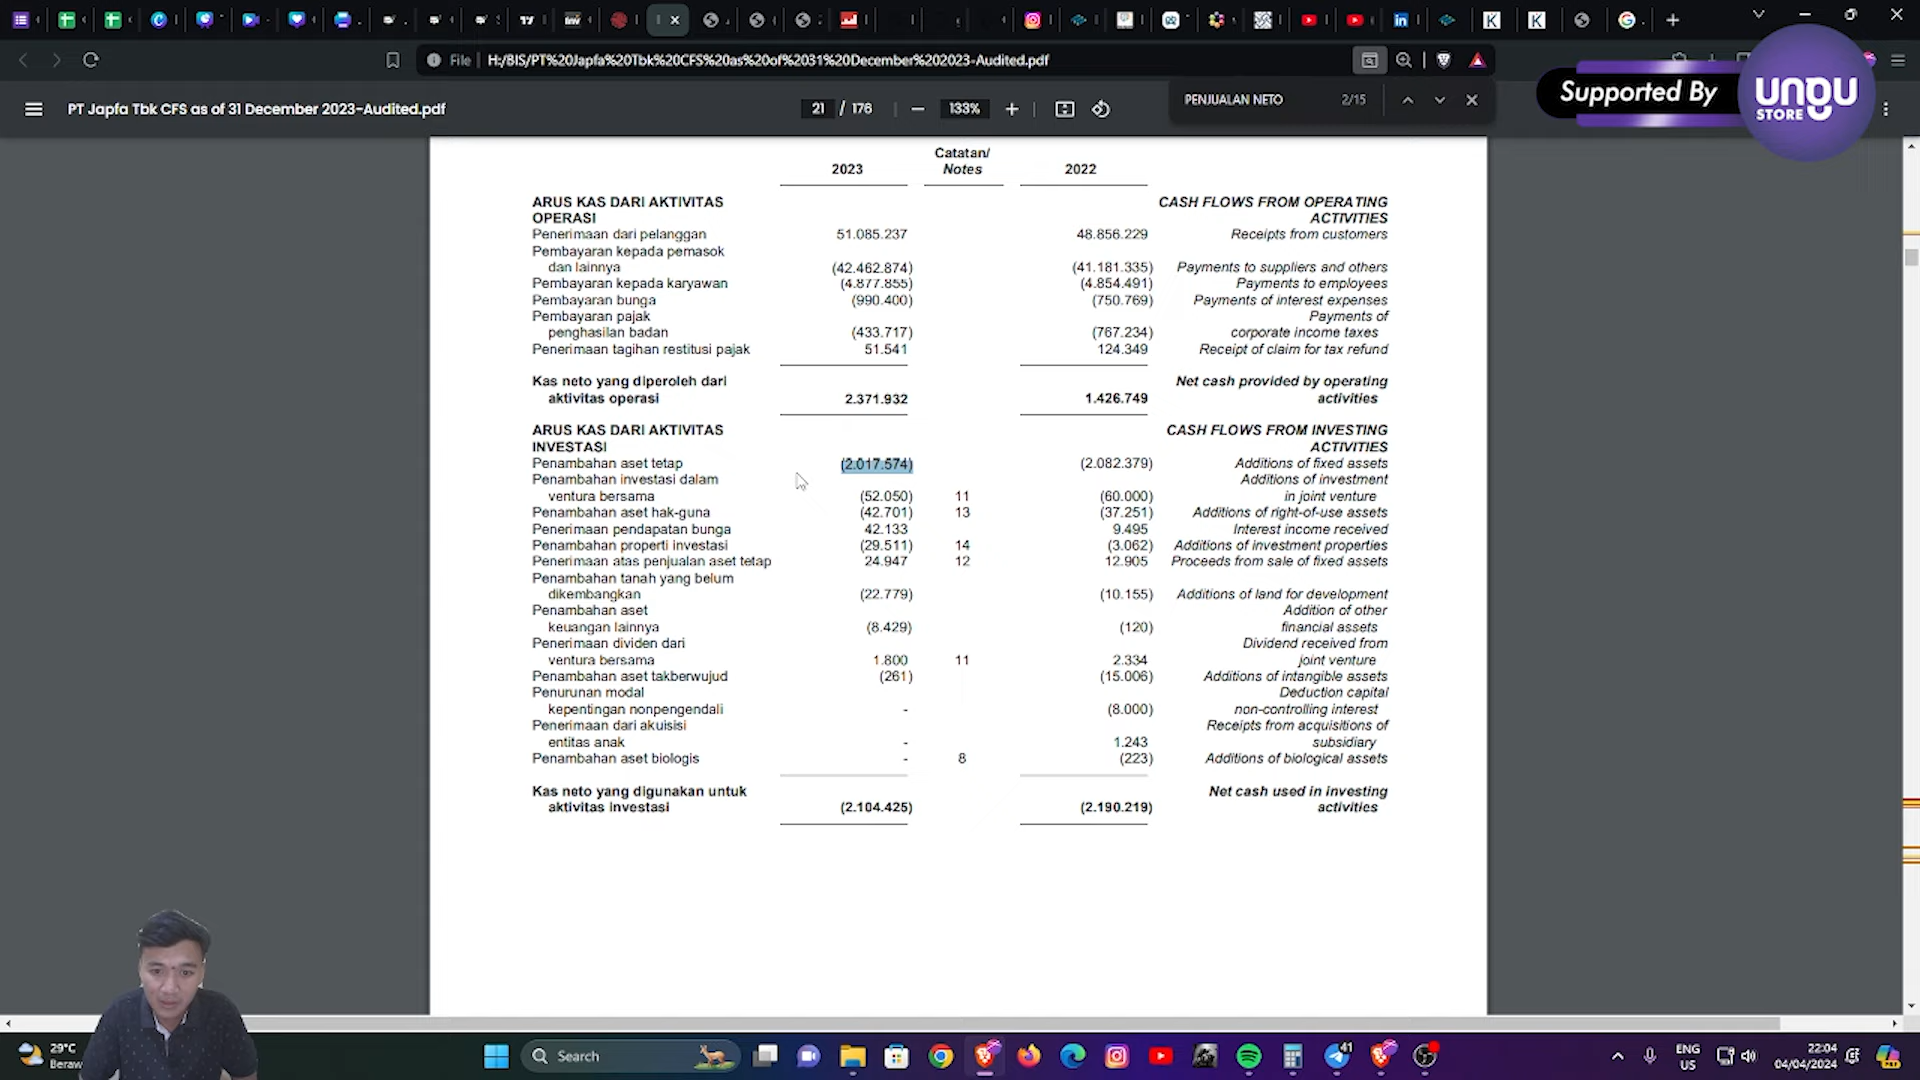 File H:/BIS/PT%20Japfa%20Tbk%20CFS%20as%20of%2031%20December%202023-Audited.pdf
PT Japfa Tbk CFS as of 31 December 2023-Audited.pdf
21 / 176
133%
PENJUALAN NETO 2/15
Supported By
UNGU
STORE
2023 Catatan/ Notes 2022
ARUS KAS DARI AKTIVITAS CASH FLOWS FROM OPERATING
OPERASI ACTIVITIES
Penerimaan dari pelanggan 51.085.237 48.856.229 Receipts from customers
Pembayaran kepada pemasok
dan lainnya (42.462.874) (41.181.335) Payments to suppliers and others
Pembayaran kepada karyawan (4.877.855) (4.854.491) Payments to employees
Pembayaran bunga (990.400) (750.769) Payments of interest expenses
Pembayaran pajak Payments of
penghasilan badan (433.717) (767.234) corporate income taxes
Penerimaan tagihan restitusi pajak 51.541 124.349 Receipt of claim for tax refund
Kas neto yang diperoleh dari Net cash provided by operating
aktivitas operasi 2.371.932 1.426.749 activities
ARUS KAS DARI AKTIVITAS CASH FLOWS FROM INVESTING
INVESTASI ACTIVITIES
Penambahan aset tetap (2.017.574) (2.082.379) Additions of fixed assets
Penambahan investasi dalam Additions of investment
ventura bersama (52.050) 11 (60.000) in joint venture
Penambahan aset hak-guna (42.701) 13 (37.251) Additions of right-of-use assets
Penerimaan pendapatan bunga 42.133 9.495 Interest income received
Penambahan properti investasi (29.511) 14 (3.062) Additions of investment properties
Penerimaan atas penjualan aset tetap 24.947 12 12.905 Proceeds from sale of fixed assets
Penambahan tanah yang belum
dikembangkan (22.779) (10.155) Additions of land for development
Penambahan aset Addition of other
keuangan lainnya (8.429) (120) financial assets
Penerimaan dividen dari Dividend received from
ventura bersama 1.800 11 2.334 joint venture
Penambahan aset takberwujud (261) (15.006) Additions of intangible assets
Penurunan modal Deduction capital
kepentingan nonpengendali - (8.000) non-controlling interest
Penerimaan dari akuisisi Receipts from acquisitions of
entitas anak - 1.243 subsidiary
Penambahan aset biologis - 8 (223) Additions of biological assets
Kas neto yang digunakan untuk Net cash used in investing
aktivitas investasi (2.104.425) (2.190.219) activities
29°C
Beraw
Search
41
ENG
US
22:04
04/04/2024